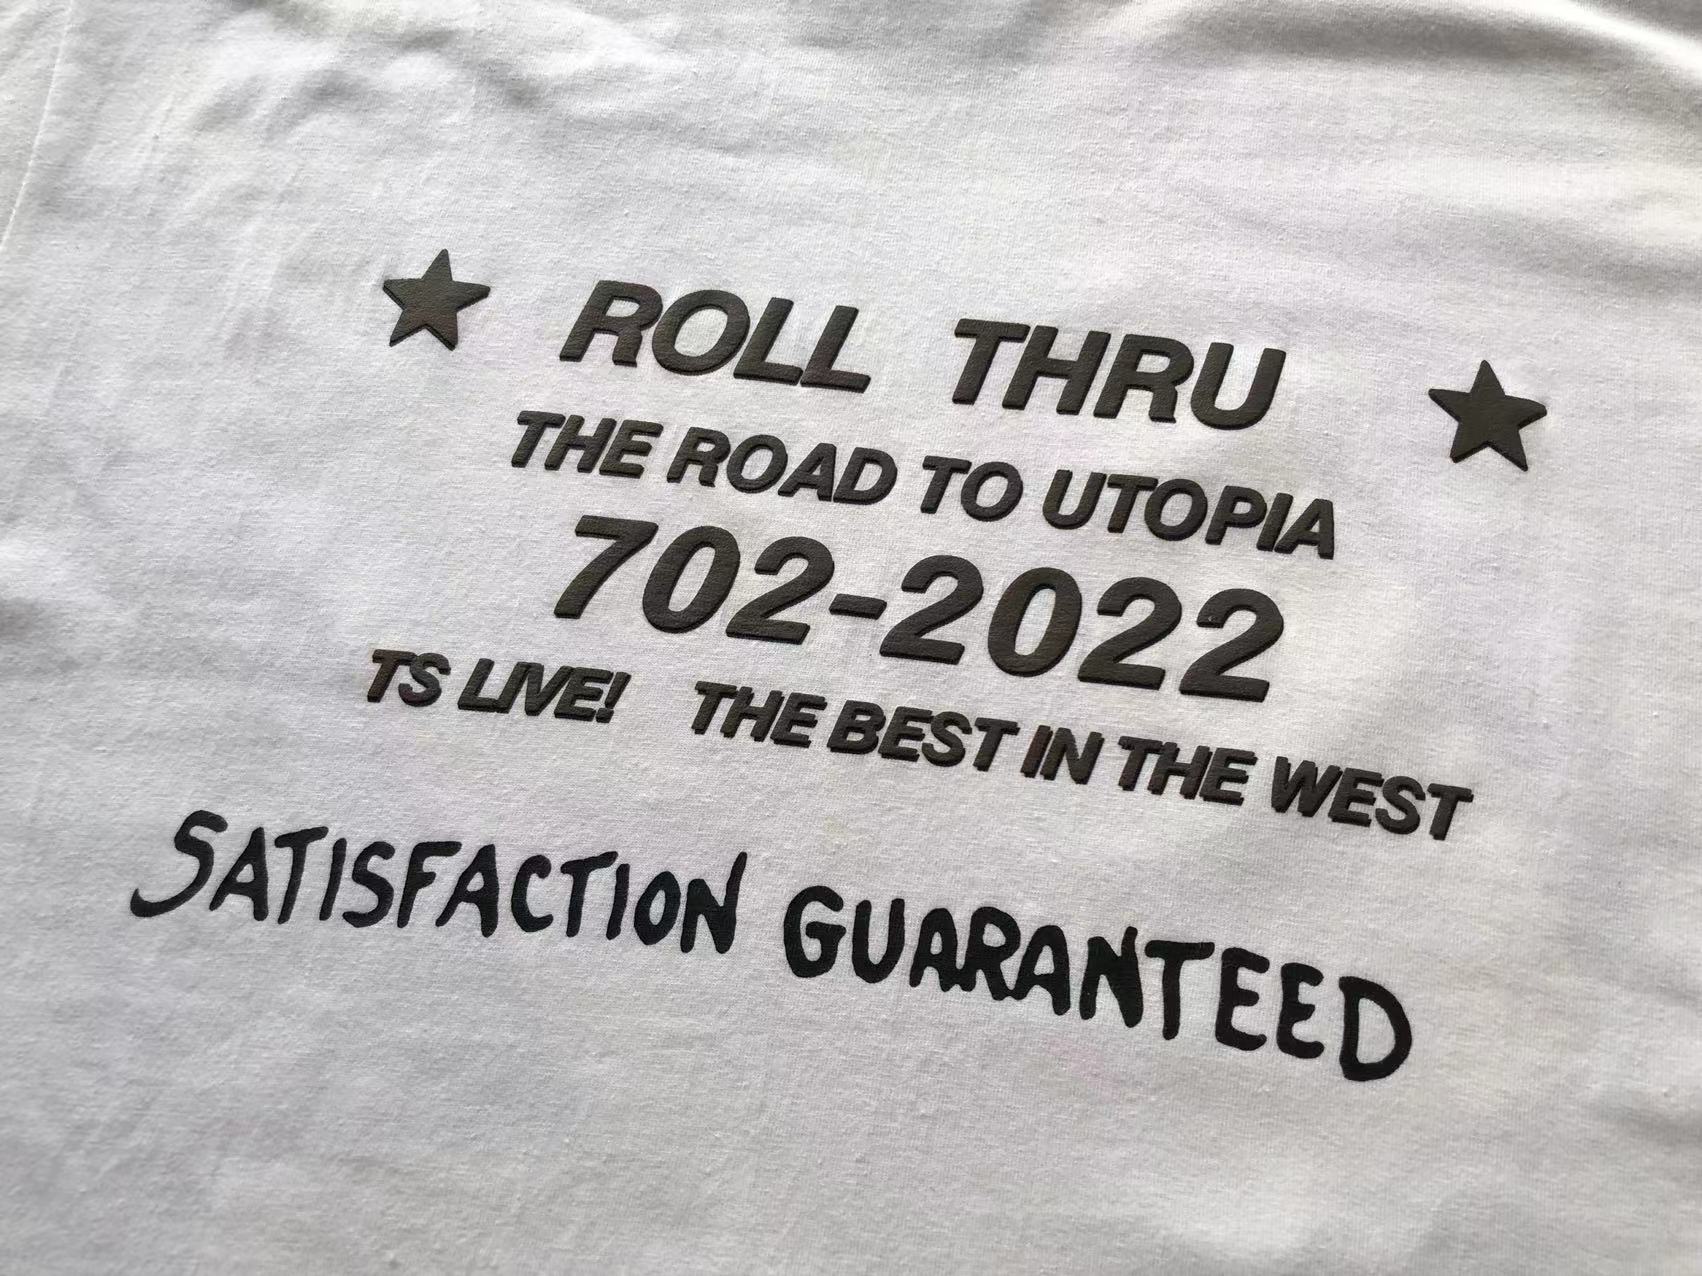 ★ ROLL THRU ★
THE ROAD TO UTOPIA
702-2022
TS LIVE! THE BEST IN THE WEST
SATISFACTION GUARANTEED